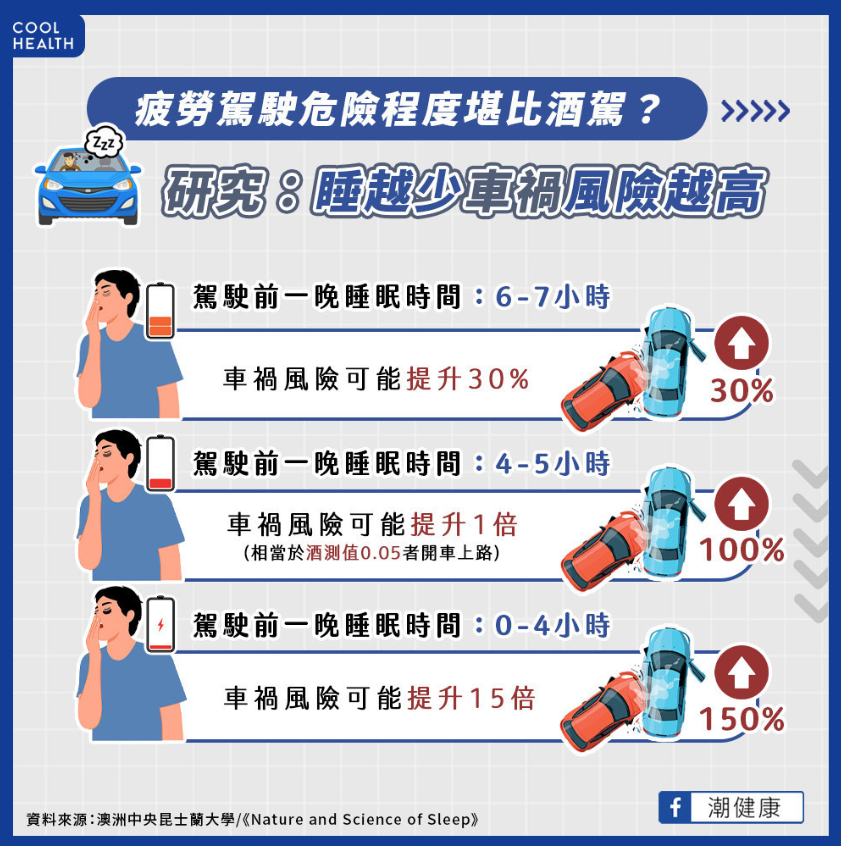 COOL
HEALTH
疲勞駕駛危險程度堪比酒駕？
Zzz
研究：睡越少車禍風險越高
駕駛前一晚睡眠時間：6-7小時
車禍風險可能提升30%
30%
駕駛前一晚睡眠時間：4-5小時
車禍風險可能提升1倍
(相當於酒測值0.05者開車上路)
100%
駕駛前一晚睡眠時間：0-4小時
車禍風險可能提升15倍
150%
f 潮健康
資料來源：澳洲中央昆士蘭大學/《Nature and Science of Sleep》